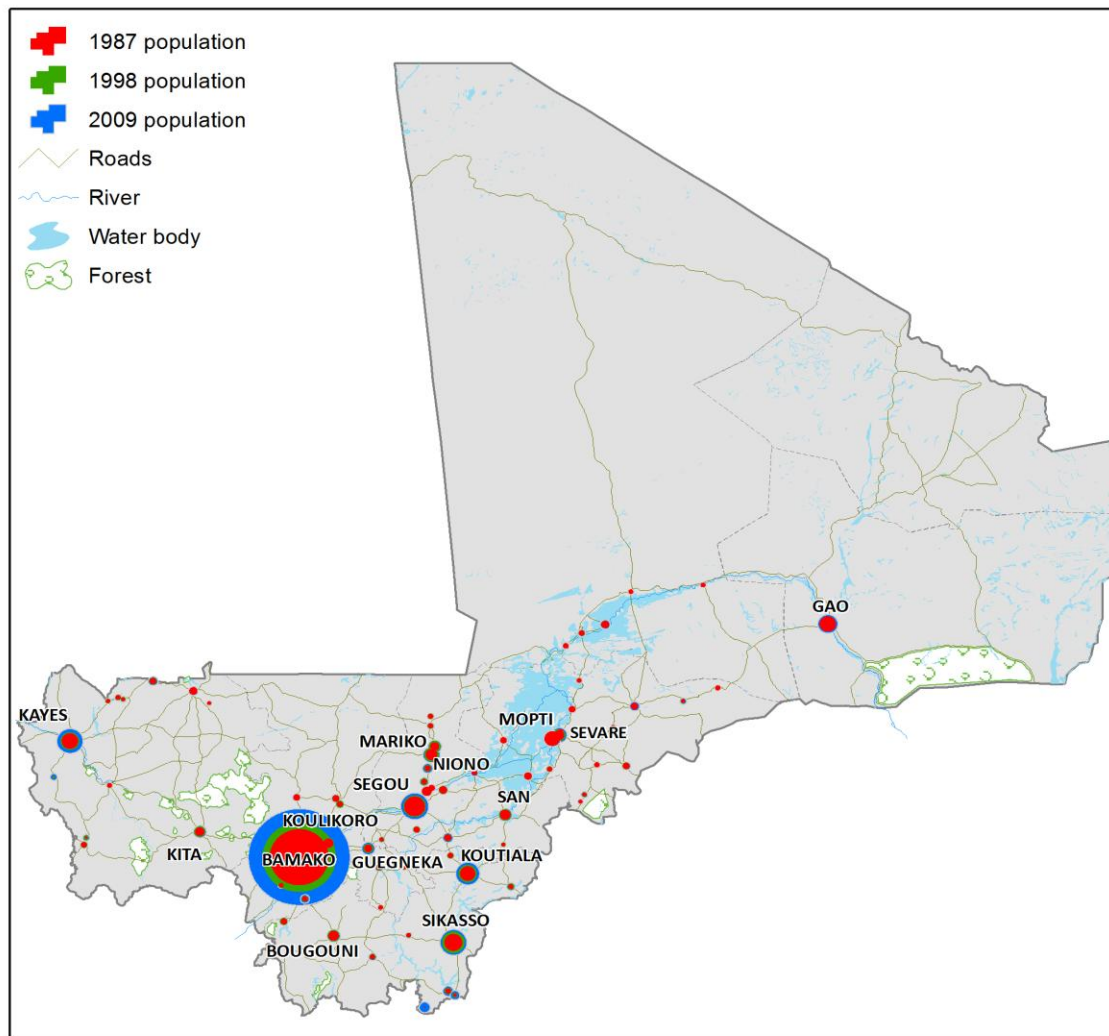 1987 population
1998 population
2009 population
Roads
River
Water body
Forest
GAO
KAYES
MOPTI
SEVARE
MARIKO
NIONO
SEGOU
SAN
KOULIKORO
KITA
BAMAKO
GUEGNEKA
KOUTIALA
SIKASSO
BOUGOUNI